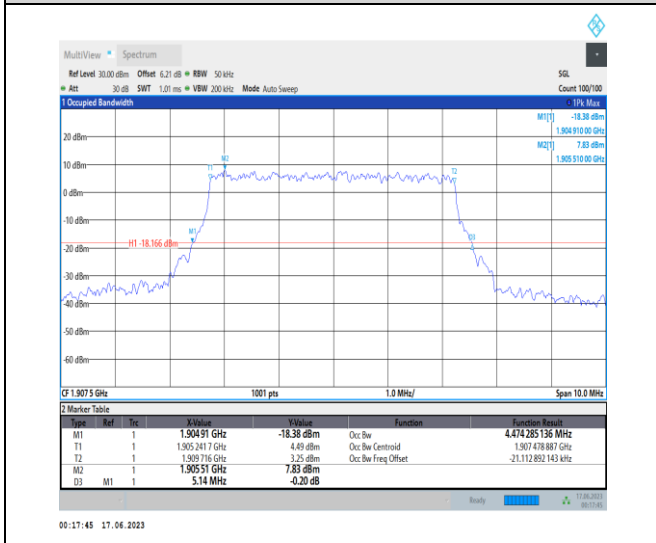 MultiView Spectrum
Ref Level 30.00 dBm Offset 6.21 dB RBW 50 kHz SGL
Att 30 dB SWT 1.01 ms VBW 200 kHz Mode Auto Sweep Count 100/100
1 Occupied Bandwidth 1Pk Max
M1[1] -18.38 dBm
1.904 910 00 GHz
M2[1] 7.83 dBm
1.905 510 00 GHz
20 dBm
M2
T1
T2
10 dBm
0 dBm
-10 dBm
M1
D3
H1 -18.166 dBm
-20 dBm
-30 dBm
-40 dBm
-50 dBm
-60 dBm
CF 1.907 5 GHz 1001 pts 1.0 MHz/ Span 10.0 MHz
2 Marker Table
Type Ref Trc X-Value Y-Value Function Function Result
M1 1 1.904 91 GHz -18.38 dBm Occ Bw 4.474 285 136 MHz
T1 1 1.905 241 7 GHz 4.49 dBm Occ Bw Centroid 1.907 478 887 GHz
T2 1 1.909 716 GHz 3.25 dBm Occ Bw Freq Offset -21.112 892 143 kHz
M2 1 1.905 51 GHz 7.83 dBm
D3 M1 1 5.14 MHz -0.20 dB
Ready 17.06.2023
00:17:45
00:17:45 17.06.2023